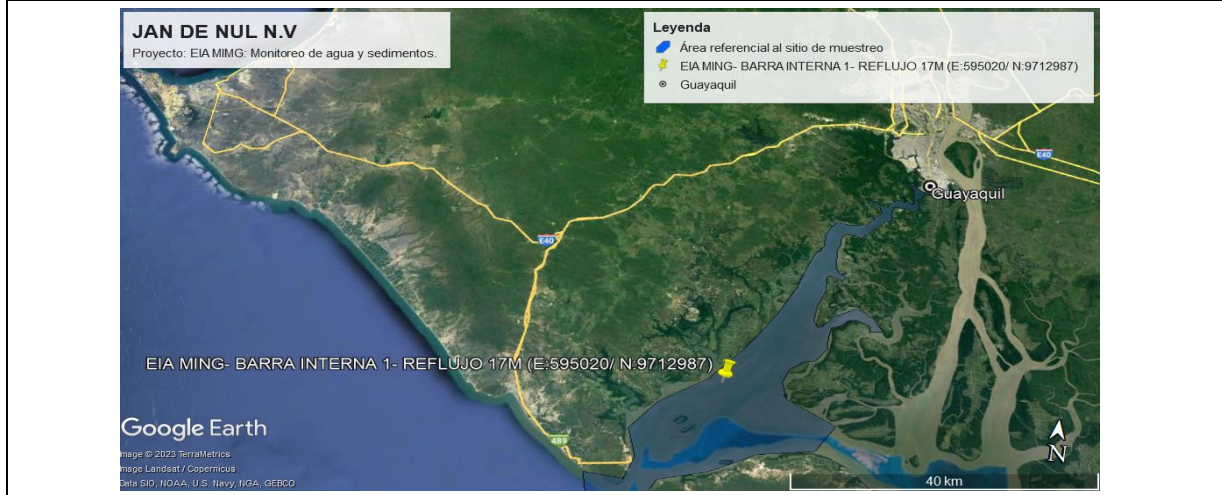 JAN DE NUL N.V
Proyecto: EIA MIMG: Monitoreo de agua y sedimentos.
Leyenda
Área referencial al sitio de muestreo
EIA MING- BARRA INTERNA 1- REFLUJO 17M (E:595020/ N:9712987)
Guayaquil
E40
Guayaquil
E40
EIA MING- BARRA INTERNA 1- REFLUJO 17M (E:595020/ N:9712987)
489
Google Earth
Image © 2023 TerraMetrics
Image Landsat / Copernicus
Data SIO, NOAA, U.S. Navy, NGA, GEBCO
N
40 km